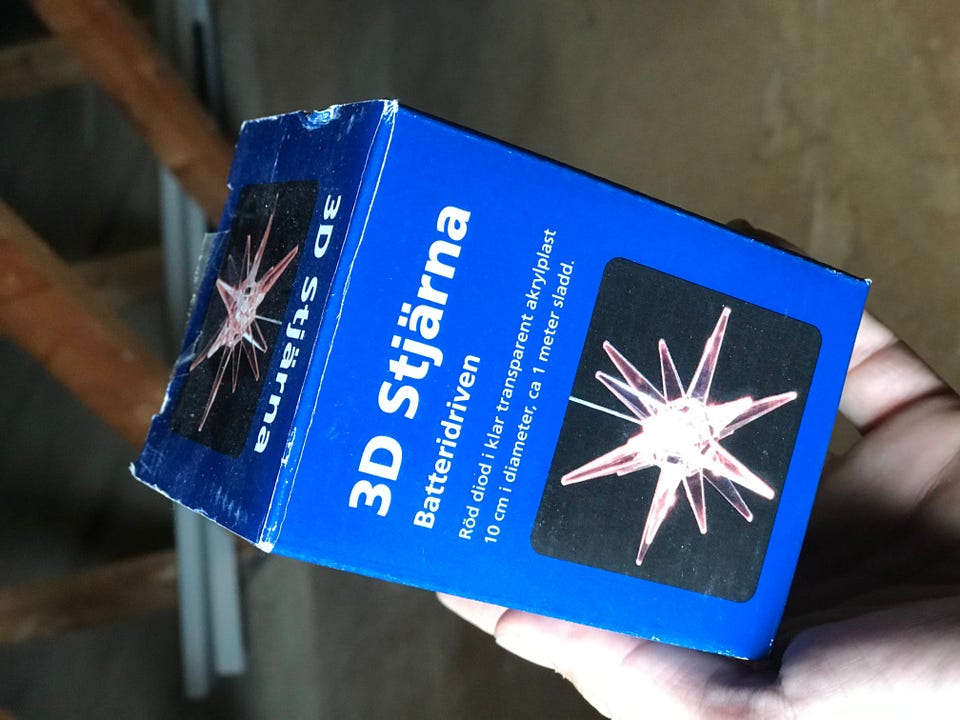 3D Stjärna
Batteridriven
Röd diod i klar transparent akrylplast
10 cm i diameter, ca 1 meter sladd.
3D Stjärna